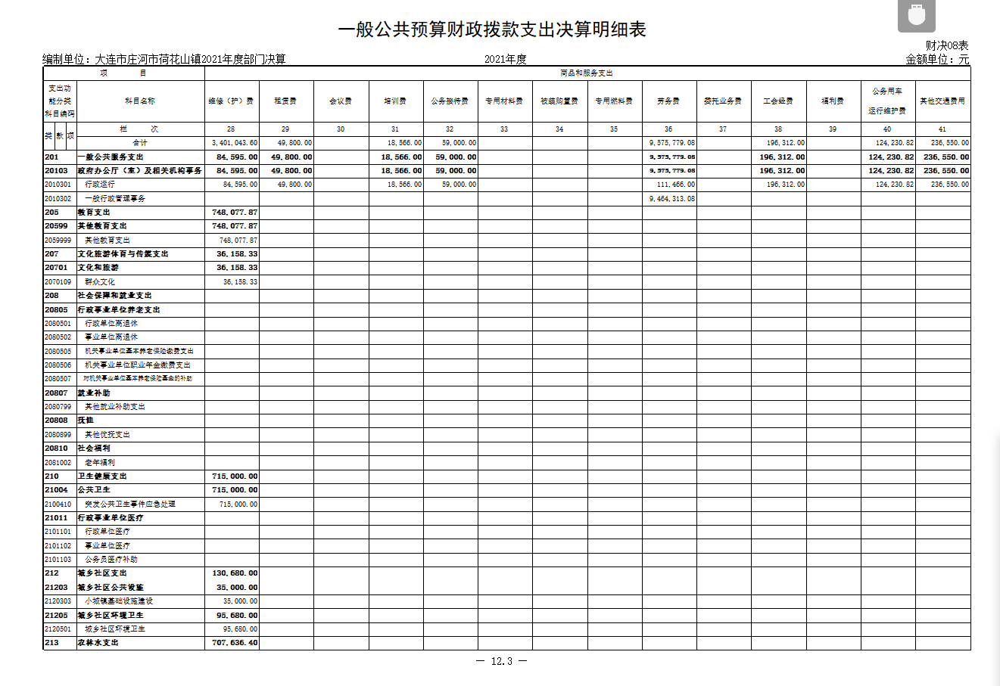 一般公共预算财政拨款支出决算明细表
财决08表
编制单位：大连市庄河市荷花山镇2021年度部门决算 2021年度 金额单位：元
项 目 商品和服务支出
支出功能分类科目编码 科目名称 维修（护）费 租赁费 会议费 培训费 公务接待费 专用材料费 被装购置费 专用燃料费 劳务费 委托业务费 工会经费 福利费 公务用车运行维护费 其他交通费用
类 款 项 栏 次 28 29 30 31 32 33 34 35 36 37 38 39 40 41
合计 3,401,043.60 49,800.00 18,566.00 59,000.00 9,575,779.08 196,312.00 124,230.82 236,550.00
201 一般公共服务支出 84,595.00 49,800.00 18,566.00 59,000.00 9,575,779.08 196,312.00 124,230.82 236,550.00
20103 政府办公厅（室）及相关机构事务 84,595.00 49,800.00 18,566.00 59,000.00 9,575,779.08 196,312.00 124,230.82 236,550.00
2010301 行政运行 84,595.00 49,800.00 18,566.00 59,000.00 111,466.00 196,312.00 124,230.82 236,550.00
2010302 一般行政管理事务 9,464,313.08
205 教育支出 748,077.87
20599 其他教育支出 748,077.87
2059999 其他教育支出 748,077.87
207 文化旅游体育与传媒支出 36,158.33
20701 文化和旅游 36,158.33
2070109 群众文化 36,158.33
208 社会保障和就业支出
20805 行政事业单位养老支出
2080501 行政单位离退休
2080502 事业单位离退休
2080505 机关事业单位基本养老保险缴费支出
2080506 机关事业单位职业年金缴费支出
2080507 对机关事业单位基本养老保险基金的补助
20807 就业补助
2080799 其他就业补助支出
20808 抚恤
2080899 其他优抚支出
20810 社会福利
2081002 老年福利
210 卫生健康支出 715,000.00
21004 公共卫生 715,000.00
2100410 突发公共卫生事件应急处理 715,000.00
21011 行政事业单位医疗
2101101 行政单位医疗
2101102 事业单位医疗
2101103 公务员医疗补助
212 城乡社区支出 130,680.00
21203 城乡社区公共设施 35,000.00
2120303 小城镇基础设施建设 35,000.00
21205 城乡社区环境卫生 95,680.00
2120501 城乡社区环境卫生 95,680.00
213 农林水支出 707,636.40
— 12.3 —